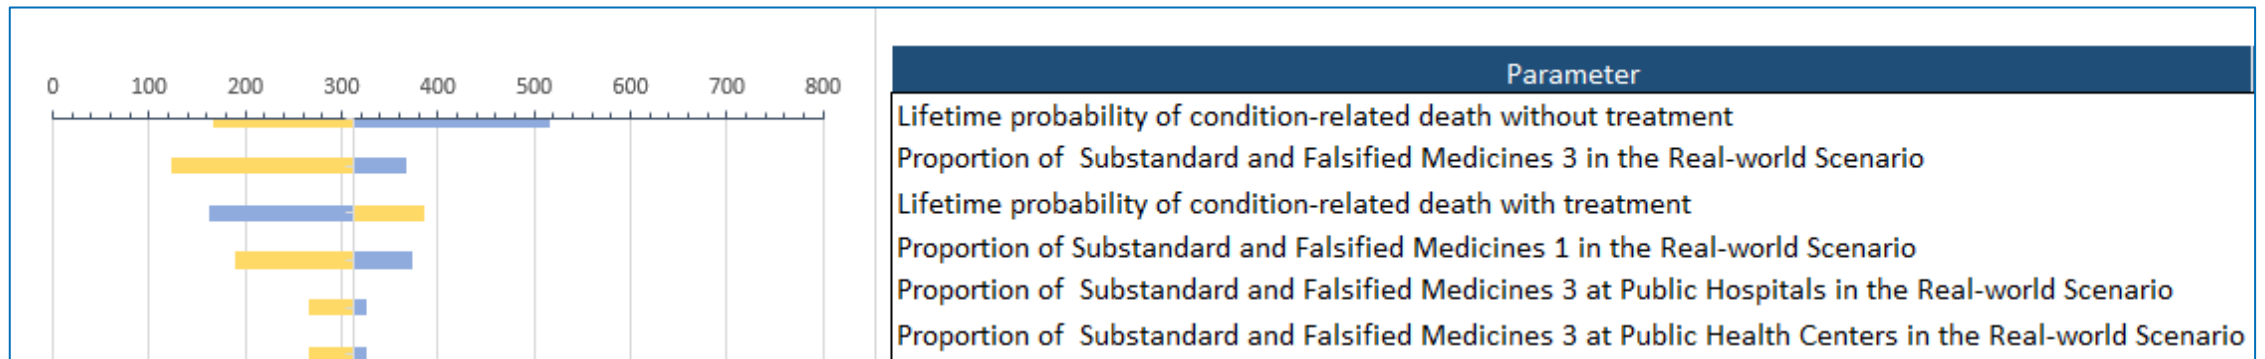 0 100 200 300 400 500 600 700 800
Parameter
Lifetime probability of condition-related death without treatment
Proportion of  Substandard and Falsified Medicines 3 in the Real-world Scenario
Lifetime probability of condition-related death with treatment
Proportion of Substandard and Falsified Medicines 1 in the Real-world Scenario
Proportion of  Substandard and Falsified Medicines 3 at Public Hospitals in the Real-world Scenario
Proportion of  Substandard and Falsified Medicines 3 at Public Health Centers in the Real-world Scenario